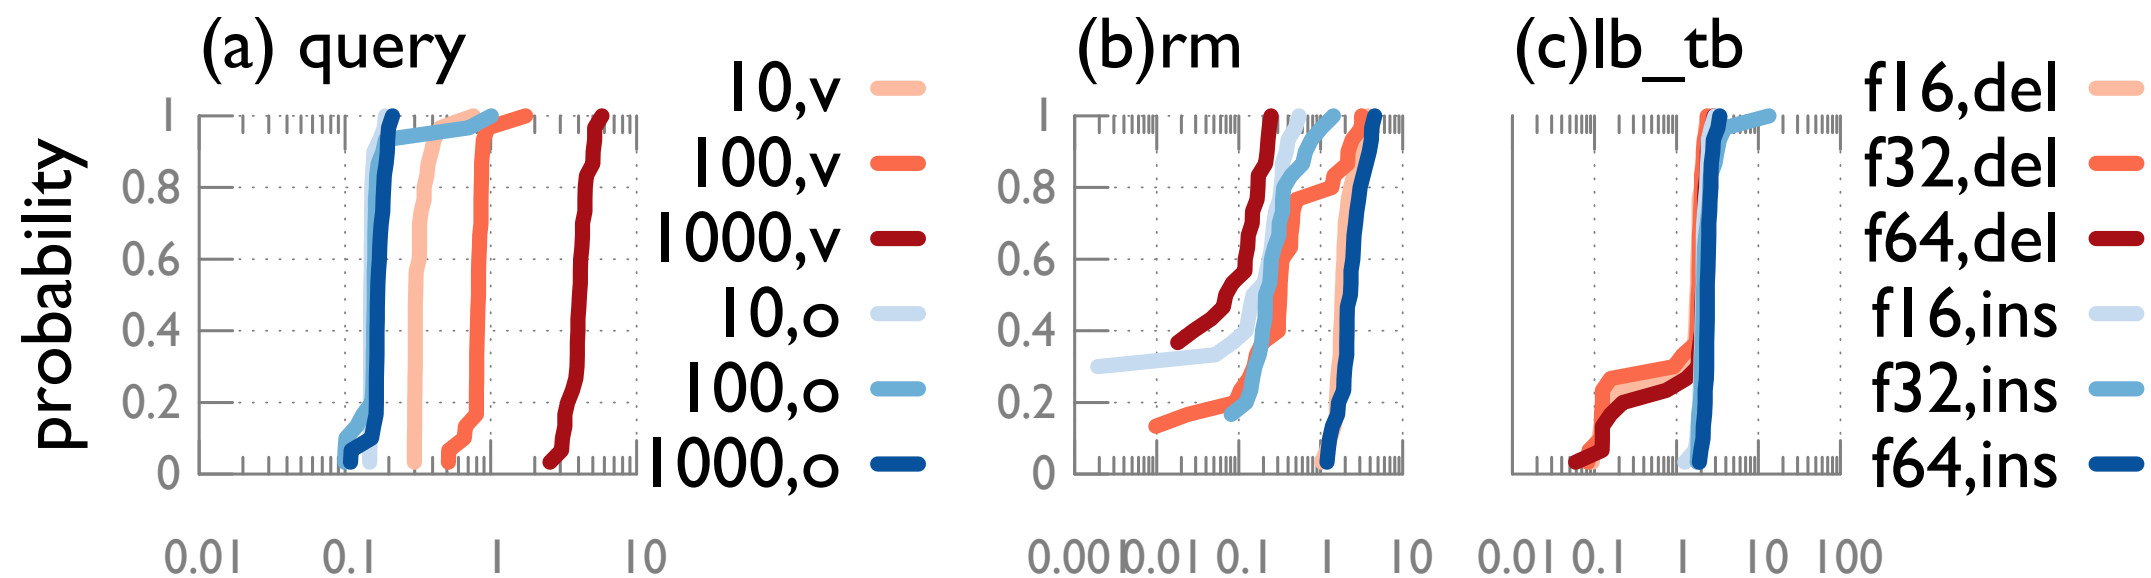 (a) query
(b)rm
(c)lb_tb
probability
1
0.8
0.6
0.4
0.2
0
0.01
0.1
1
10
10,v
100,v
1000,v
10,o
100,o
1000,o
1
0.8
0.6
0.4
0.2
0
0.001
0.01
0.1
1
10
0.01
0.1
1
10
100
f16,del
f32,del
f64,del
f16,ins
f32,ins
f64,ins